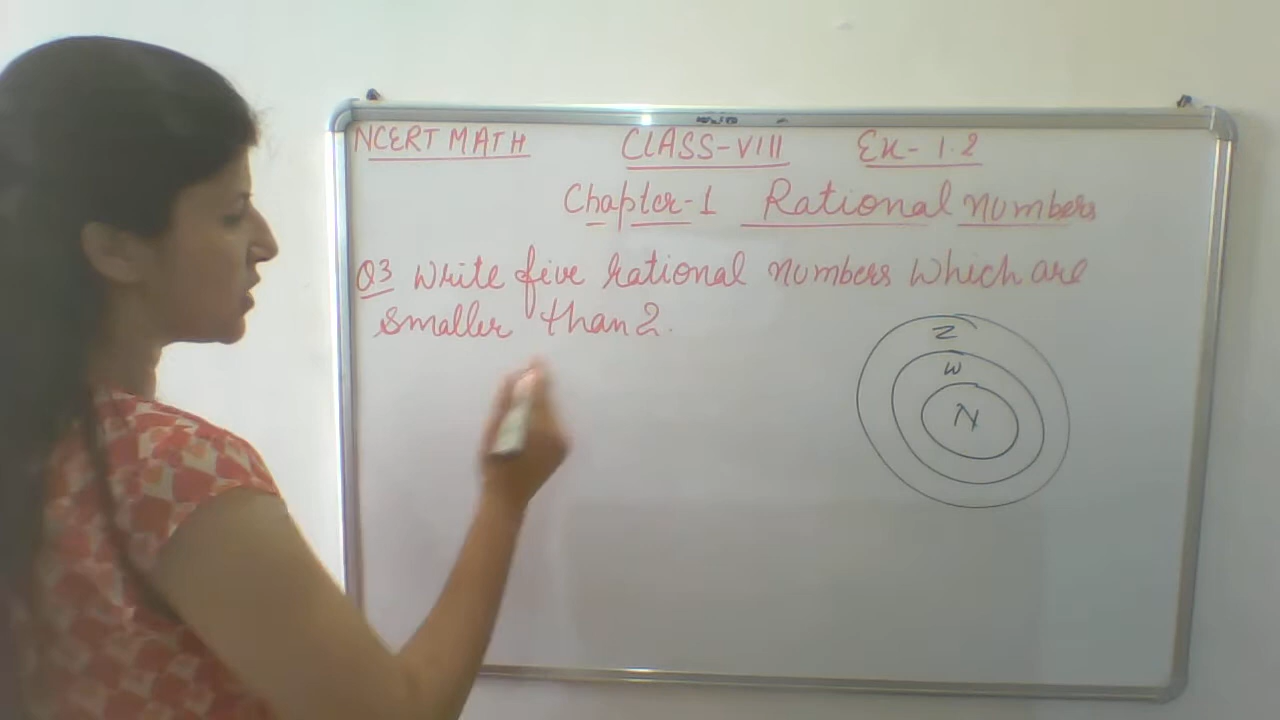 NCERT MATH CLASS-VIII Ex-1.2
Chapter-1 Rational numbers
Q3 Write five rational numbers which are
smaller than 2.
Z
W
N